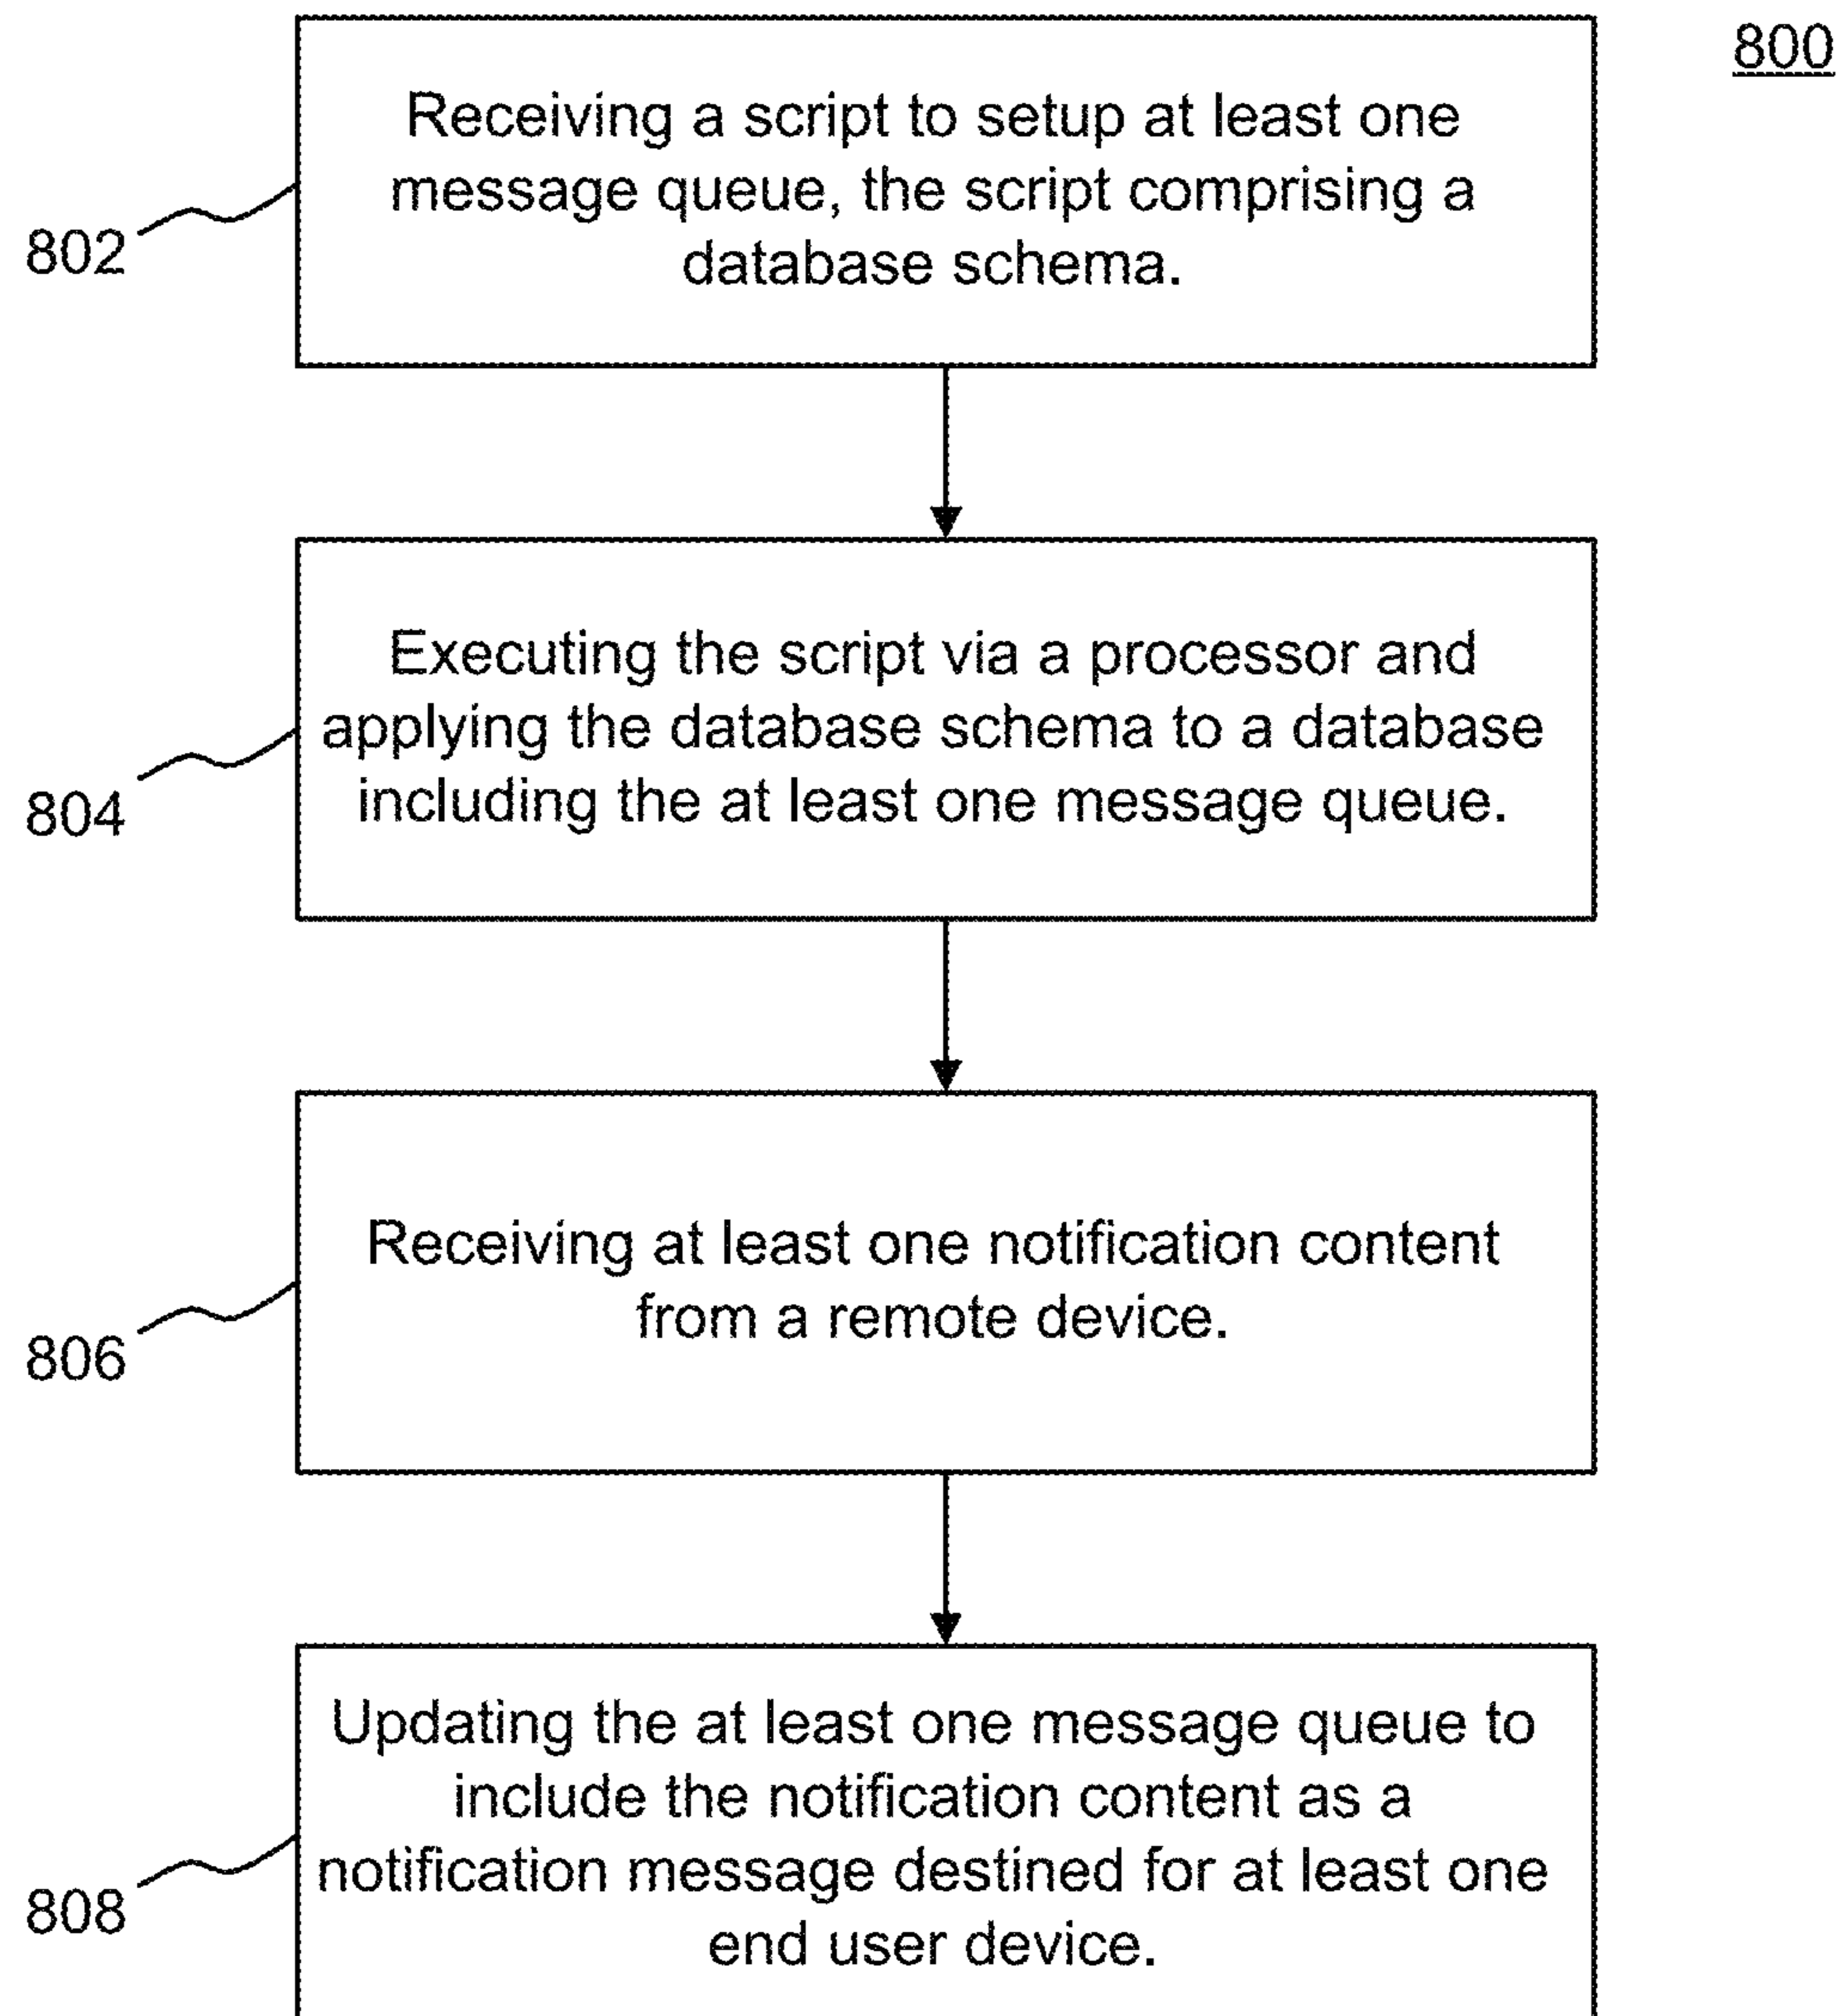 800
Receiving a script to setup at least one
message queue, the script comprising a
database schema.
802
Executing the script via a processor and
applying the database schema to a database
including the at least one message queue.
804
Receiving at least one notification content
from a remote device.
806
Updating the at least one message queue to
include the notification content as a
notification message destined for at least one
end user device.
808